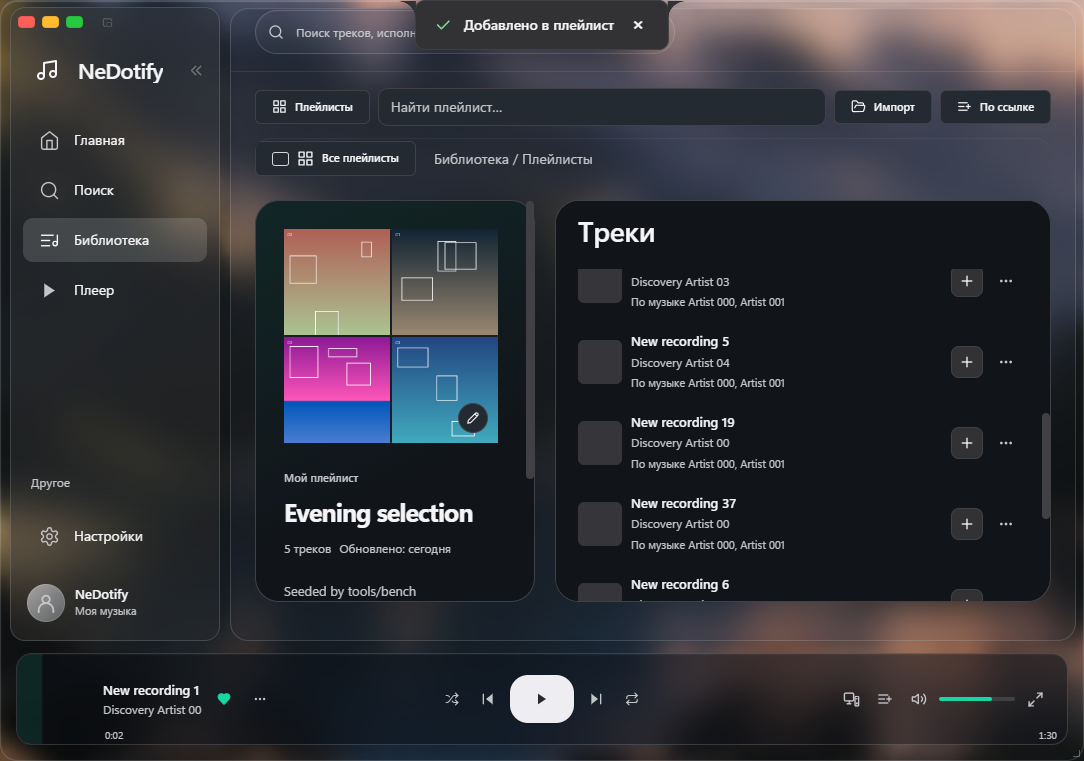 Добавлено в плейлист
NeDotify
Поиск треков, исполн
Главная
Поиск
Библиотека
Плеер
Плейлисты
Найти плейлист...
Импорт
По ссылке
Все плейлисты
Библиотека / Плейлисты
Мой плейлист
Evening selection
5 треков Обновлено: сегодня
Seeded by tools/bench
Треки
Discovery Artist 03
По музыке Artist 000, Artist 001
New recording 5
Discovery Artist 04
По музыке Artist 000, Artist 001
New recording 19
Discovery Artist 00
По музыке Artist 000, Artist 001
New recording 37
Discovery Artist 00
По музыке Artist 000, Artist 001
New recording 6
Другое
Настройки
NeDotify
Моя музыка
New recording 1
Discovery Artist 00
0:02
1:30